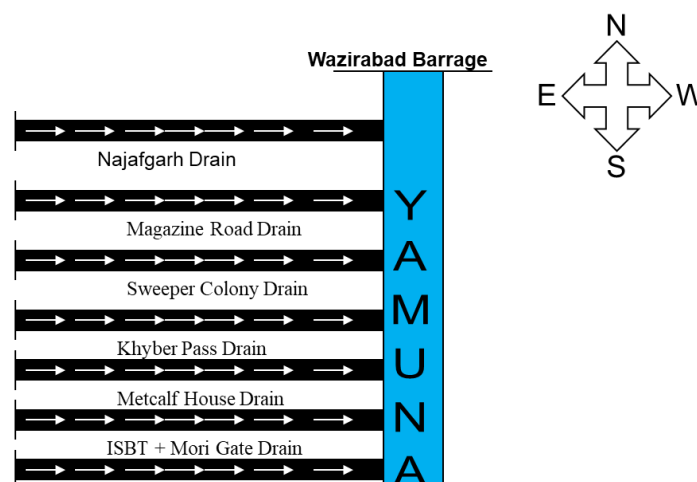 Wazirabad Barrage
N
E W
S
Najafgarh Drain
Magazine Road Drain
Sweeper Colony Drain
Khyber Pass Drain
Metcalf House Drain
ISBT + Mori Gate Drain
YAMUNA